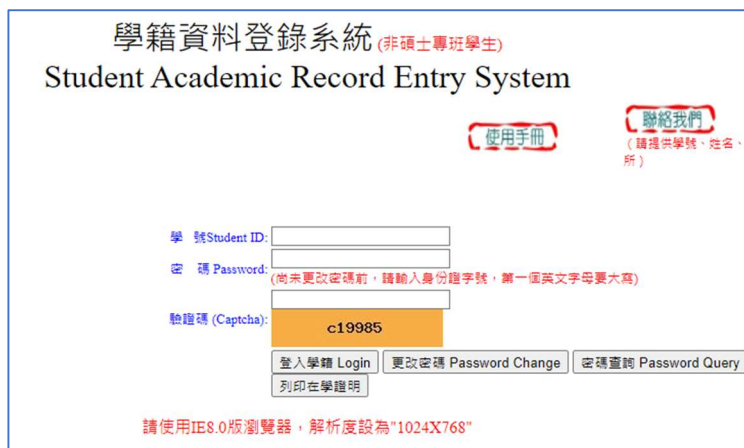 學籍資料登錄系統(非碩士專班學生)
Student Academic Record Entry System
使用手冊
聯絡我們
(請提供學號、姓名、
所)
學 號Student ID:
密 碼 Password:
(尚未更改密碼前，請輸入身份證字號，第一個英文字母要大寫)
驗證碼 (Captcha):
c19985
登入學籍 Login 更改密碼 Password Change 密碼查詢 Password Query
列印在學證明
請使用IE8.0版瀏覽器，解析度設為"1024X768"